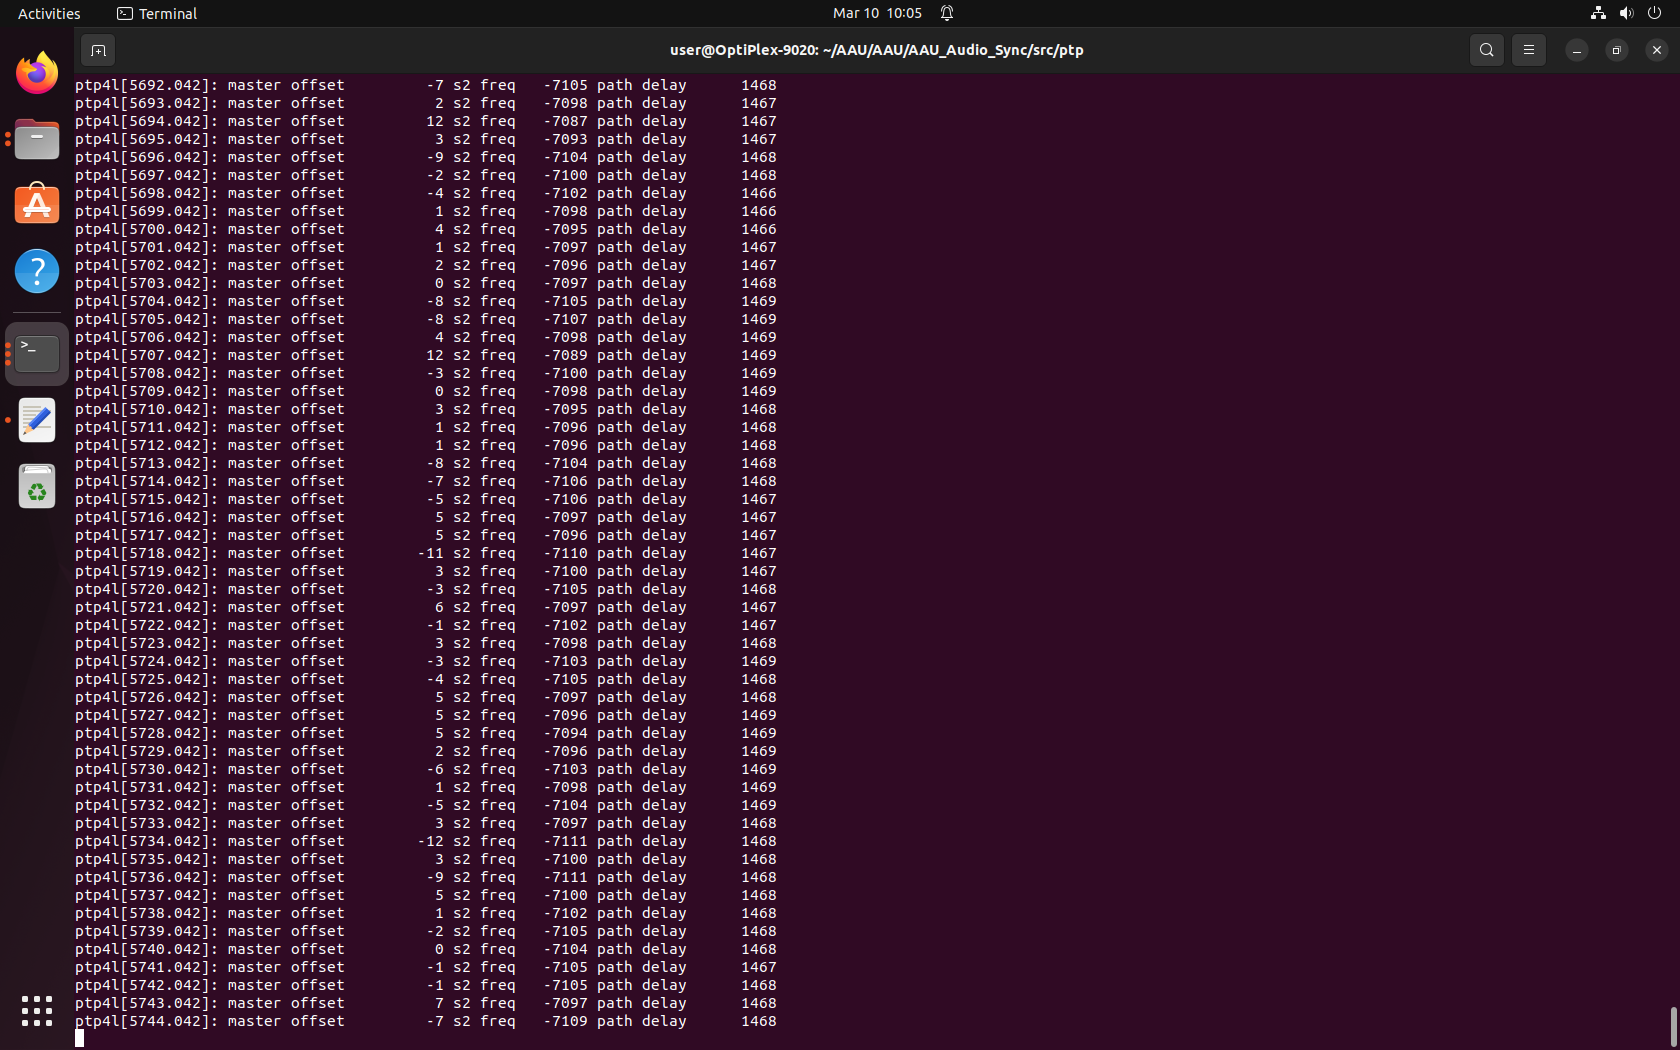 Activities Terminal Mar 10 10:05
user@OptiPlex-9020: ~/AAU/AAU/AAU_Audio_Sync/src/ptp
ptp4l[5692.042]: master offset -7 s2 freq -7105 path delay 1468
ptp4l[5693.042]: master offset 2 s2 freq -7098 path delay 1467
ptp4l[5694.042]: master offset 12 s2 freq -7087 path delay 1467
ptp4l[5695.042]: master offset 3 s2 freq -7093 path delay 1467
ptp4l[5696.042]: master offset -9 s2 freq -7104 path delay 1468
ptp4l[5697.042]: master offset -2 s2 freq -7100 path delay 1468
ptp4l[5698.042]: master offset -4 s2 freq -7102 path delay 1466
ptp4l[5699.042]: master offset 1 s2 freq -7098 path delay 1466
ptp4l[5700.042]: master offset 4 s2 freq -7095 path delay 1466
ptp4l[5701.042]: master offset 1 s2 freq -7097 path delay 1467
ptp4l[5702.042]: master offset 2 s2 freq -7096 path delay 1467
ptp4l[5703.042]: master offset 0 s2 freq -7097 path delay 1468
ptp4l[5704.042]: master offset -8 s2 freq -7105 path delay 1469
ptp4l[5705.042]: master offset -8 s2 freq -7107 path delay 1469
ptp4l[5706.042]: master offset 4 s2 freq -7098 path delay 1469
ptp4l[5707.042]: master offset 12 s2 freq -7089 path delay 1469
ptp4l[5708.042]: master offset -3 s2 freq -7100 path delay 1469
ptp4l[5709.042]: master offset 0 s2 freq -7098 path delay 1469
ptp4l[5710.042]: master offset 3 s2 freq -7095 path delay 1468
ptp4l[5711.042]: master offset 1 s2 freq -7096 path delay 1468
ptp4l[5712.042]: master offset 1 s2 freq -7096 path delay 1468
ptp4l[5713.042]: master offset -8 s2 freq -7104 path delay 1468
ptp4l[5714.042]: master offset -7 s2 freq -7106 path delay 1468
ptp4l[5715.042]: master offset -5 s2 freq -7106 path delay 1467
ptp4l[5716.042]: master offset 5 s2 freq -7097 path delay 1467
ptp4l[5717.042]: master offset 5 s2 freq -7096 path delay 1467
ptp4l[5718.042]: master offset -11 s2 freq -7110 path delay 1467
ptp4l[5719.042]: master offset 3 s2 freq -7100 path delay 1467
ptp4l[5720.042]: master offset -3 s2 freq -7105 path delay 1468
ptp4l[5721.042]: master offset 6 s2 freq -7097 path delay 1467
ptp4l[5722.042]: master offset -1 s2 freq -7102 path delay 1467
ptp4l[5723.042]: master offset 3 s2 freq -7098 path delay 1468
ptp4l[5724.042]: master offset -3 s2 freq -7103 path delay 1469
ptp4l[5725.042]: master offset -4 s2 freq -7105 path delay 1468
ptp4l[5726.042]: master offset 5 s2 freq -7097 path delay 1468
ptp4l[5727.042]: master offset 5 s2 freq -7096 path delay 1469
ptp4l[5728.042]: master offset 5 s2 freq -7094 path delay 1469
ptp4l[5729.042]: master offset 2 s2 freq -7096 path delay 1469
ptp4l[5730.042]: master offset -6 s2 freq -7103 path delay 1469
ptp4l[5731.042]: master offset 1 s2 freq -7098 path delay 1469
ptp4l[5732.042]: master offset -5 s2 freq -7104 path delay 1469
ptp4l[5733.042]: master offset 3 s2 freq -7097 path delay 1468
ptp4l[5734.042]: master offset -12 s2 freq -7111 path delay 1468
ptp4l[5735.042]: master offset 3 s2 freq -7100 path delay 1468
ptp4l[5736.042]: master offset -9 s2 freq -7111 path delay 1468
ptp4l[5737.042]: master offset 5 s2 freq -7100 path delay 1468
ptp4l[5738.042]: master offset 1 s2 freq -7102 path delay 1468
ptp4l[5739.042]: master offset -2 s2 freq -7105 path delay 1468
ptp4l[5740.042]: master offset 0 s2 freq -7104 path delay 1468
ptp4l[5741.042]: master offset -1 s2 freq -7105 path delay 1467
ptp4l[5742.042]: master offset -1 s2 freq -7105 path delay 1468
ptp4l[5743.042]: master offset 7 s2 freq -7097 path delay 1468
ptp4l[5744.042]: master offset -7 s2 freq -7109 path delay 1468